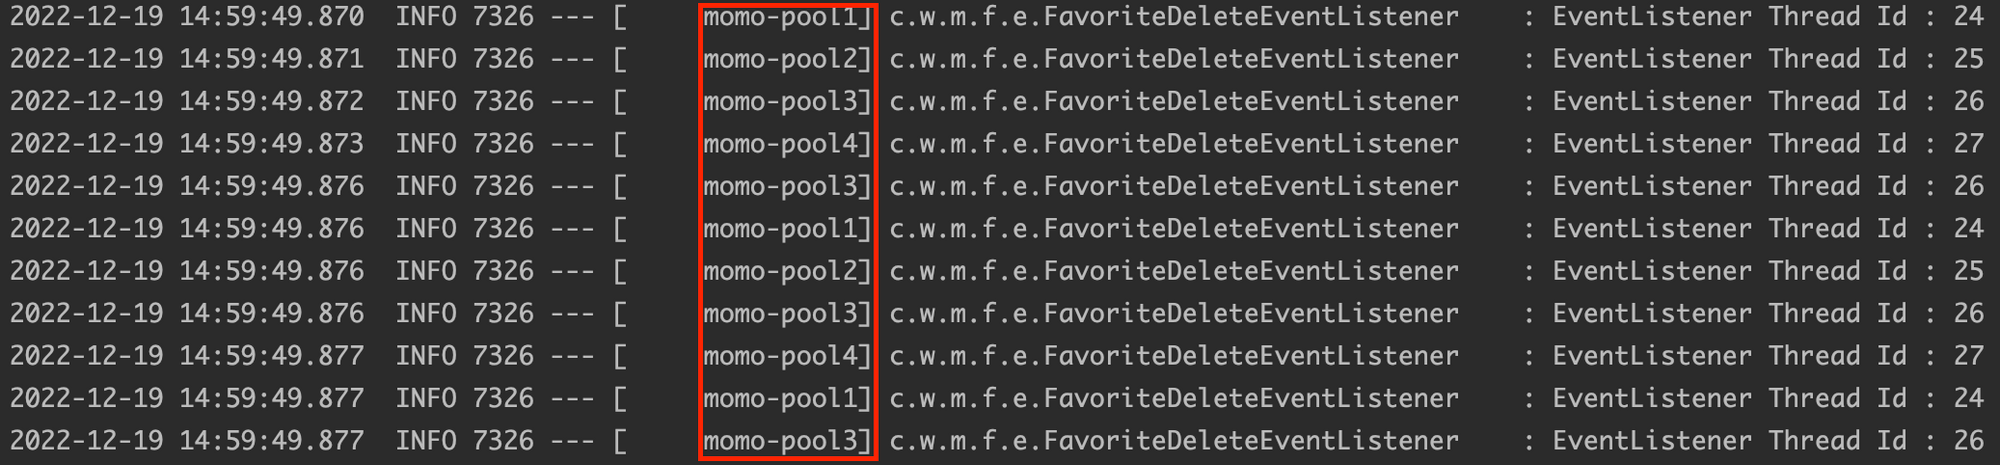 2022-12-19 14:59:49.870  INFO 7326 --- [     momo-pool1] c.w.m.f.e.FavoriteDeleteEventListener    : EventListener Thread Id : 24
2022-12-19 14:59:49.871  INFO 7326 --- [     momo-pool2] c.w.m.f.e.FavoriteDeleteEventListener    : EventListener Thread Id : 25
2022-12-19 14:59:49.872  INFO 7326 --- [     momo-pool3] c.w.m.f.e.FavoriteDeleteEventListener    : EventListener Thread Id : 26
2022-12-19 14:59:49.873  INFO 7326 --- [     momo-pool4] c.w.m.f.e.FavoriteDeleteEventListener    : EventListener Thread Id : 27
2022-12-19 14:59:49.876  INFO 7326 --- [     momo-pool3] c.w.m.f.e.FavoriteDeleteEventListener    : EventListener Thread Id : 26
2022-12-19 14:59:49.876  INFO 7326 --- [     momo-pool1] c.w.m.f.e.FavoriteDeleteEventListener    : EventListener Thread Id : 24
2022-12-19 14:59:49.876  INFO 7326 --- [     momo-pool2] c.w.m.f.e.FavoriteDeleteEventListener    : EventListener Thread Id : 25
2022-12-19 14:59:49.876  INFO 7326 --- [     momo-pool3] c.w.m.f.e.FavoriteDeleteEventListener    : EventListener Thread Id : 26
2022-12-19 14:59:49.877  INFO 7326 --- [     momo-pool4] c.w.m.f.e.FavoriteDeleteEventListener    : EventListener Thread Id : 27
2022-12-19 14:59:49.877  INFO 7326 --- [     momo-pool1] c.w.m.f.e.FavoriteDeleteEventListener    : EventListener Thread Id : 24
2022-12-19 14:59:49.877  INFO 7326 --- [     momo-pool3] c.w.m.f.e.FavoriteDeleteEventListener    : EventListener Thread Id : 26